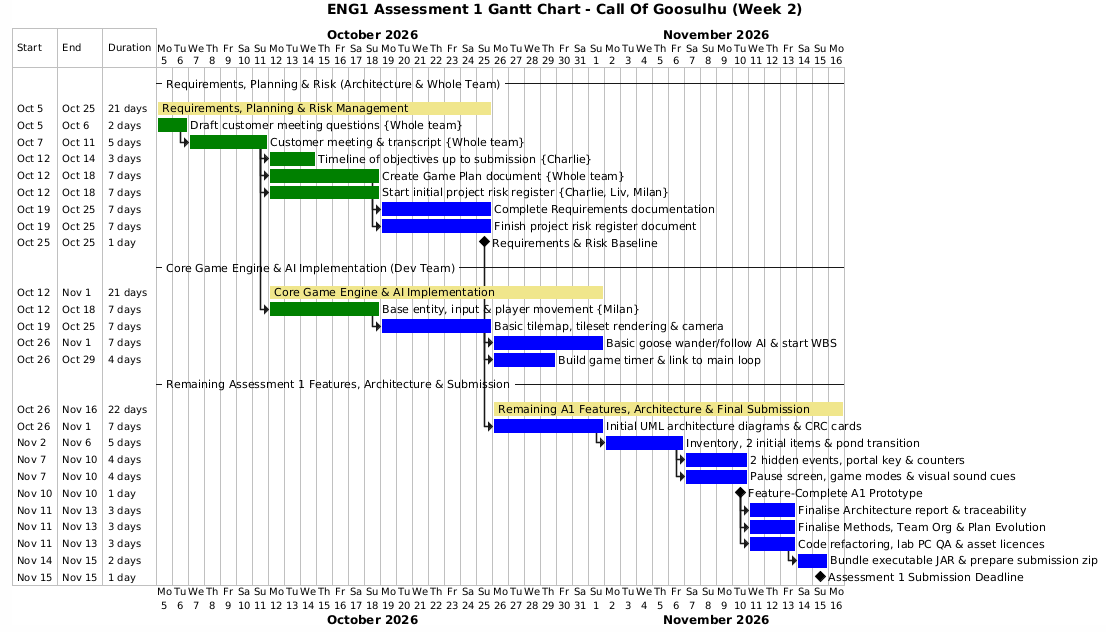 ENG1 Assessment 1 Gantt Chart - Call Of Goosulhu (Week 2)
October 2026 November 2026
Start End Duration Mo Tu We Th Fr Sa Su Mo Tu We Th Fr Sa Su Mo Tu We Th Fr Sa Su Mo Tu We Th Fr Sa Su Mo Tu We Th Fr Sa Su Mo Tu We Th Fr Sa Su Mo
5 6 7 8 9 10 11 12 13 14 15 16 17 18 19 20 21 22 23 24 25 26 27 28 29 30 31 1 2 3 4 5 6 7 8 9 10 11 12 13 14 15 16
Requirements, Planning & Risk (Architecture & Whole Team)
Oct 5 Oct 25 21 days Requirements, Planning & Risk Management
Oct 5 Oct 6 2 days Draft customer meeting questions {Whole team}
Oct 7 Oct 11 5 days Customer meeting & transcript {Whole team}
Oct 12 Oct 14 3 days Timeline of objectives up to submission {Charlie}
Oct 12 Oct 18 7 days Create Game Plan document {Whole team}
Oct 12 Oct 18 7 days Start initial project risk register {Charlie, Liv, Milan}
Oct 19 Oct 25 7 days Complete Requirements documentation
Oct 19 Oct 25 7 days Finish project risk register document
Oct 25 Oct 25 1 day Requirements & Risk Baseline
Core Game Engine & AI Implementation (Dev Team)
Oct 12 Nov 1 21 days Core Game Engine & AI Implementation
Oct 12 Oct 18 7 days Base entity, input & player movement {Milan}
Oct 19 Oct 25 7 days Basic tilemap, tileset rendering & camera
Oct 26 Nov 1 7 days Basic goose wander/follow AI & start WBS
Oct 26 Oct 29 4 days Build game timer & link to main loop
Remaining Assessment 1 Features, Architecture & Submission
Oct 26 Nov 16 22 days Remaining A1 Features, Architecture & Final Submission
Oct 26 Nov 1 7 days Initial UML architecture diagrams & CRC cards
Nov 2 Nov 6 5 days Inventory, 2 initial items & pond transition
Nov 7 Nov 10 4 days 2 hidden events, portal key & counters
Nov 7 Nov 10 4 days Pause screen, game modes & visual sound cues
Nov 10 Nov 10 1 day Feature-Complete A1 Prototype
Nov 11 Nov 13 3 days Finalise Architecture report & traceability
Nov 11 Nov 13 3 days Finalise Methods, Team Org & Plan Evolution
Nov 11 Nov 13 3 days Code refactoring, lab PC QA & asset licences
Nov 14 Nov 15 2 days Bundle executable JAR & prepare submission zip
Nov 15 Nov 15 1 day Assessment 1 Submission Deadline
Mo Tu We Th Fr Sa Su Mo Tu We Th Fr Sa Su Mo Tu We Th Fr Sa Su Mo Tu We Th Fr Sa Su Mo Tu We Th Fr Sa Su Mo Tu We Th Fr Sa Su Mo
5 6 7 8 9 10 11 12 13 14 15 16 17 18 19 20 21 22 23 24 25 26 27 28 29 30 31 1 2 3 4 5 6 7 8 9 10 11 12 13 14 15 16
October 2026 November 2026